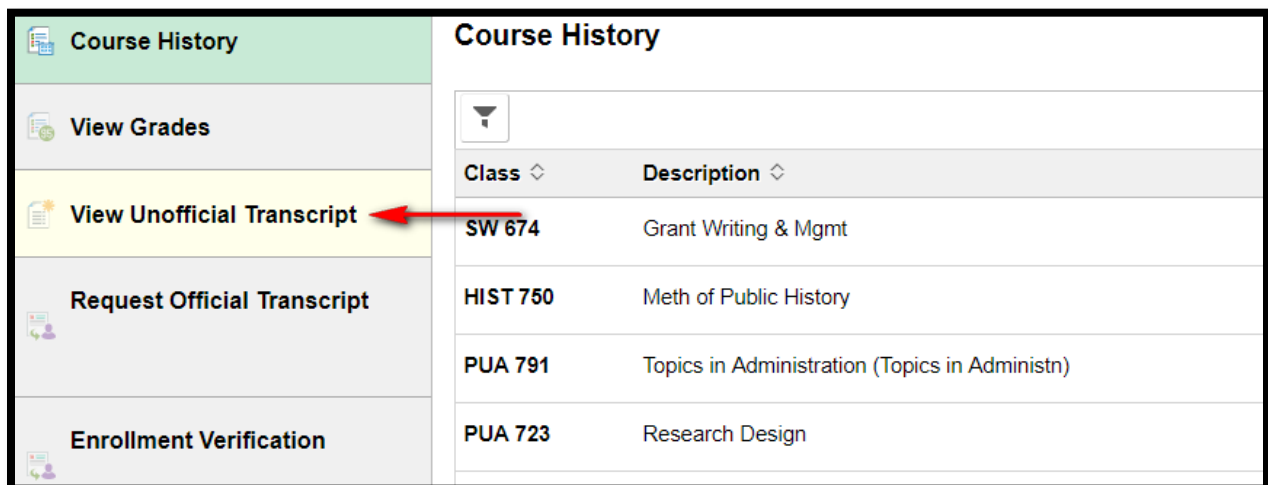 Course History
View Grades
View Unofficial Transcript
Request Official Transcript
Enrollment Verification
Course History
Class Description
SW 674 Grant Writing & Mgmt
HIST 750 Meth of Public History
PUA 791 Topics in Administration (Topics in Administn)
PUA 723 Research Design